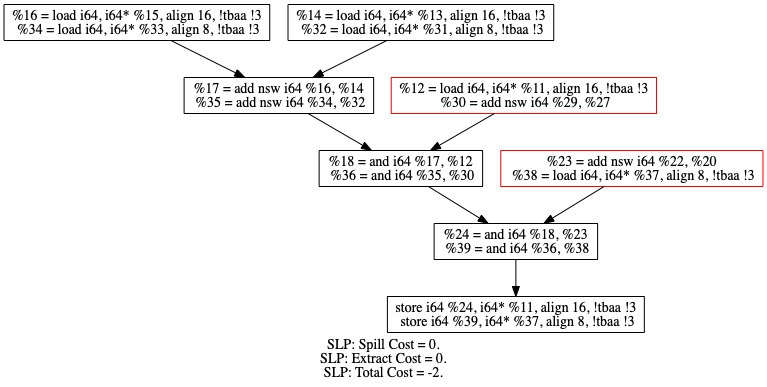 %16 = load i64, i64* %15, align 16, !tbaa !3
%34 = load i64, i64* %33, align 8, !tbaa !3
%14 = load i64, i64* %13, align 16, !tbaa !3
%32 = load i64, i64* %31, align 8, !tbaa !3
%17 = add nsw i64 %16, %14
%35 = add nsw i64 %34, %32
%12 = load i64, i64* %11, align 16, !tbaa !3
%30 = add nsw i64 %29, %27
%18 = and i64 %17, %12
%36 = and i64 %35, %30
%23 = add nsw i64 %22, %20
%38 = load i64, i64* %37, align 8, !tbaa !3
%24 = and i64 %18, %23
%39 = and i64 %36, %38
store i64 %24, i64* %11, align 16, !tbaa !3
store i64 %39, i64* %37, align 8, !tbaa !3
SLP: Spill Cost = 0.
SLP: Extract Cost = 0.
SLP: Total Cost = -2.